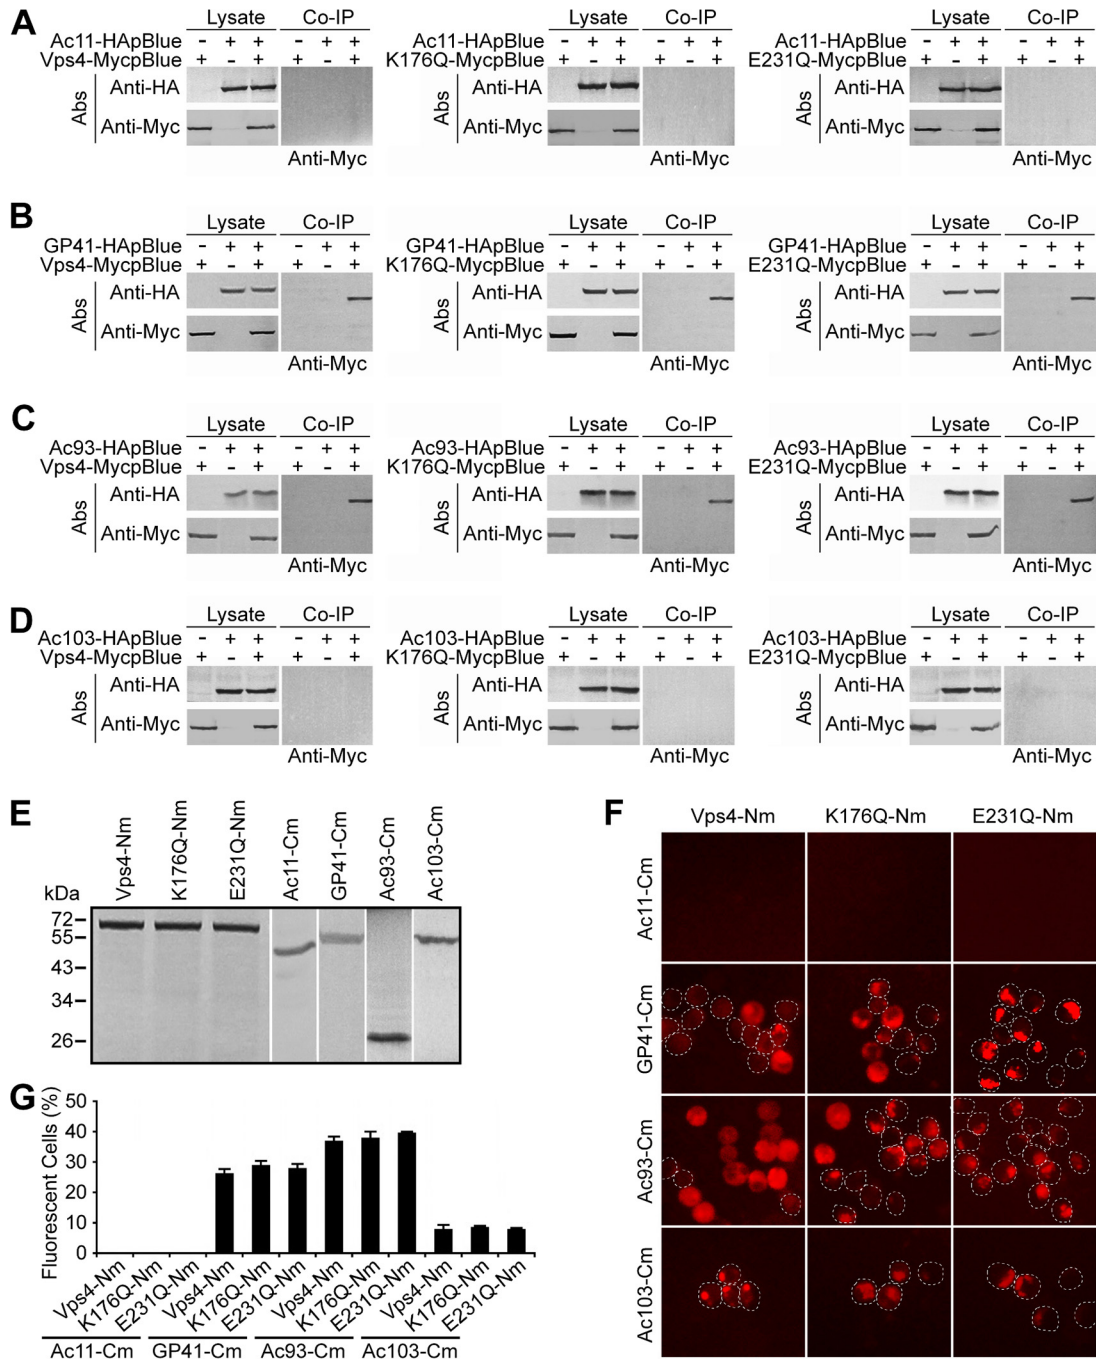 A
Lysate Co-IP Lysate Co-IP Lysate Co-IP
Ac11-HApBlue - + + - + + Ac11-HApBlue - + + - + + Ac11-HApBlue - + + - + +
Vps4-MycpBlue + - + + - + K176Q-MycpBlue + - + + - + E231Q-MycpBlue + - + + - +
Abs Anti-HA Abs Anti-HA Abs Anti-HA
Anti-Myc Anti-Myc Anti-Myc
Anti-Myc Anti-Myc Anti-Myc
B
Lysate Co-IP Lysate Co-IP Lysate Co-IP
GP41-HApBlue - + + - + + GP41-HApBlue - + + - + + GP41-HApBlue - + + - + +
Vps4-MycpBlue + - + + - + K176Q-MycpBlue + - + + - + E231Q-MycpBlue + - + + - +
Abs Anti-HA Abs Anti-HA Abs Anti-HA
Anti-Myc Anti-Myc Anti-Myc
Anti-Myc Anti-Myc Anti-Myc
C
Lysate Co-IP Lysate Co-IP Lysate Co-IP
Ac93-HApBlue - + + - + + Ac93-HApBlue - + + - + + Ac93-HApBlue - + + - + +
Vps4-MycpBlue + - + + - + K176Q-MycpBlue + - + + - + E231Q-MycpBlue + - + + - +
Abs Anti-HA Abs Anti-HA Abs Anti-HA
Anti-Myc Anti-Myc Anti-Myc
Anti-Myc Anti-Myc Anti-Myc
D
Lysate Co-IP Lysate Co-IP Lysate Co-IP
Ac103-HApBlue - + + - + + Ac103-HApBlue - + + - + + Ac103-HApBlue - + + - + +
Vps4-MycpBlue + - + + - + K176Q-MycpBlue + - + + - + E231Q-MycpBlue + - + + - +
Abs Anti-HA Abs Anti-HA Abs Anti-HA
Anti-Myc Anti-Myc Anti-Myc
Anti-Myc Anti-Myc Anti-Myc
E
Vps4-Nm
K176Q-Nm
E231Q-Nm
Ac11-Cm
GP41-Cm
Ac93-Cm
Ac103-Cm
kDa
72
55
43
34
26
F
Vps4-Nm K176Q-Nm E231Q-Nm
Ac11-Cm
GP41-Cm
Ac93-Cm
Ac103-Cm
G
Fluorescent Cells (%)
50
40
30
20
10
0
Vps4-Nm
K176Q-Nm
E231Q-Nm
Vps4-Nm
K176Q-Nm
E231Q-Nm
Vps4-Nm
K176Q-Nm
E231Q-Nm
Vps4-Nm
K176Q-Nm
E231Q-Nm
Ac11-Cm GP41-Cm Ac93-Cm Ac103-Cm